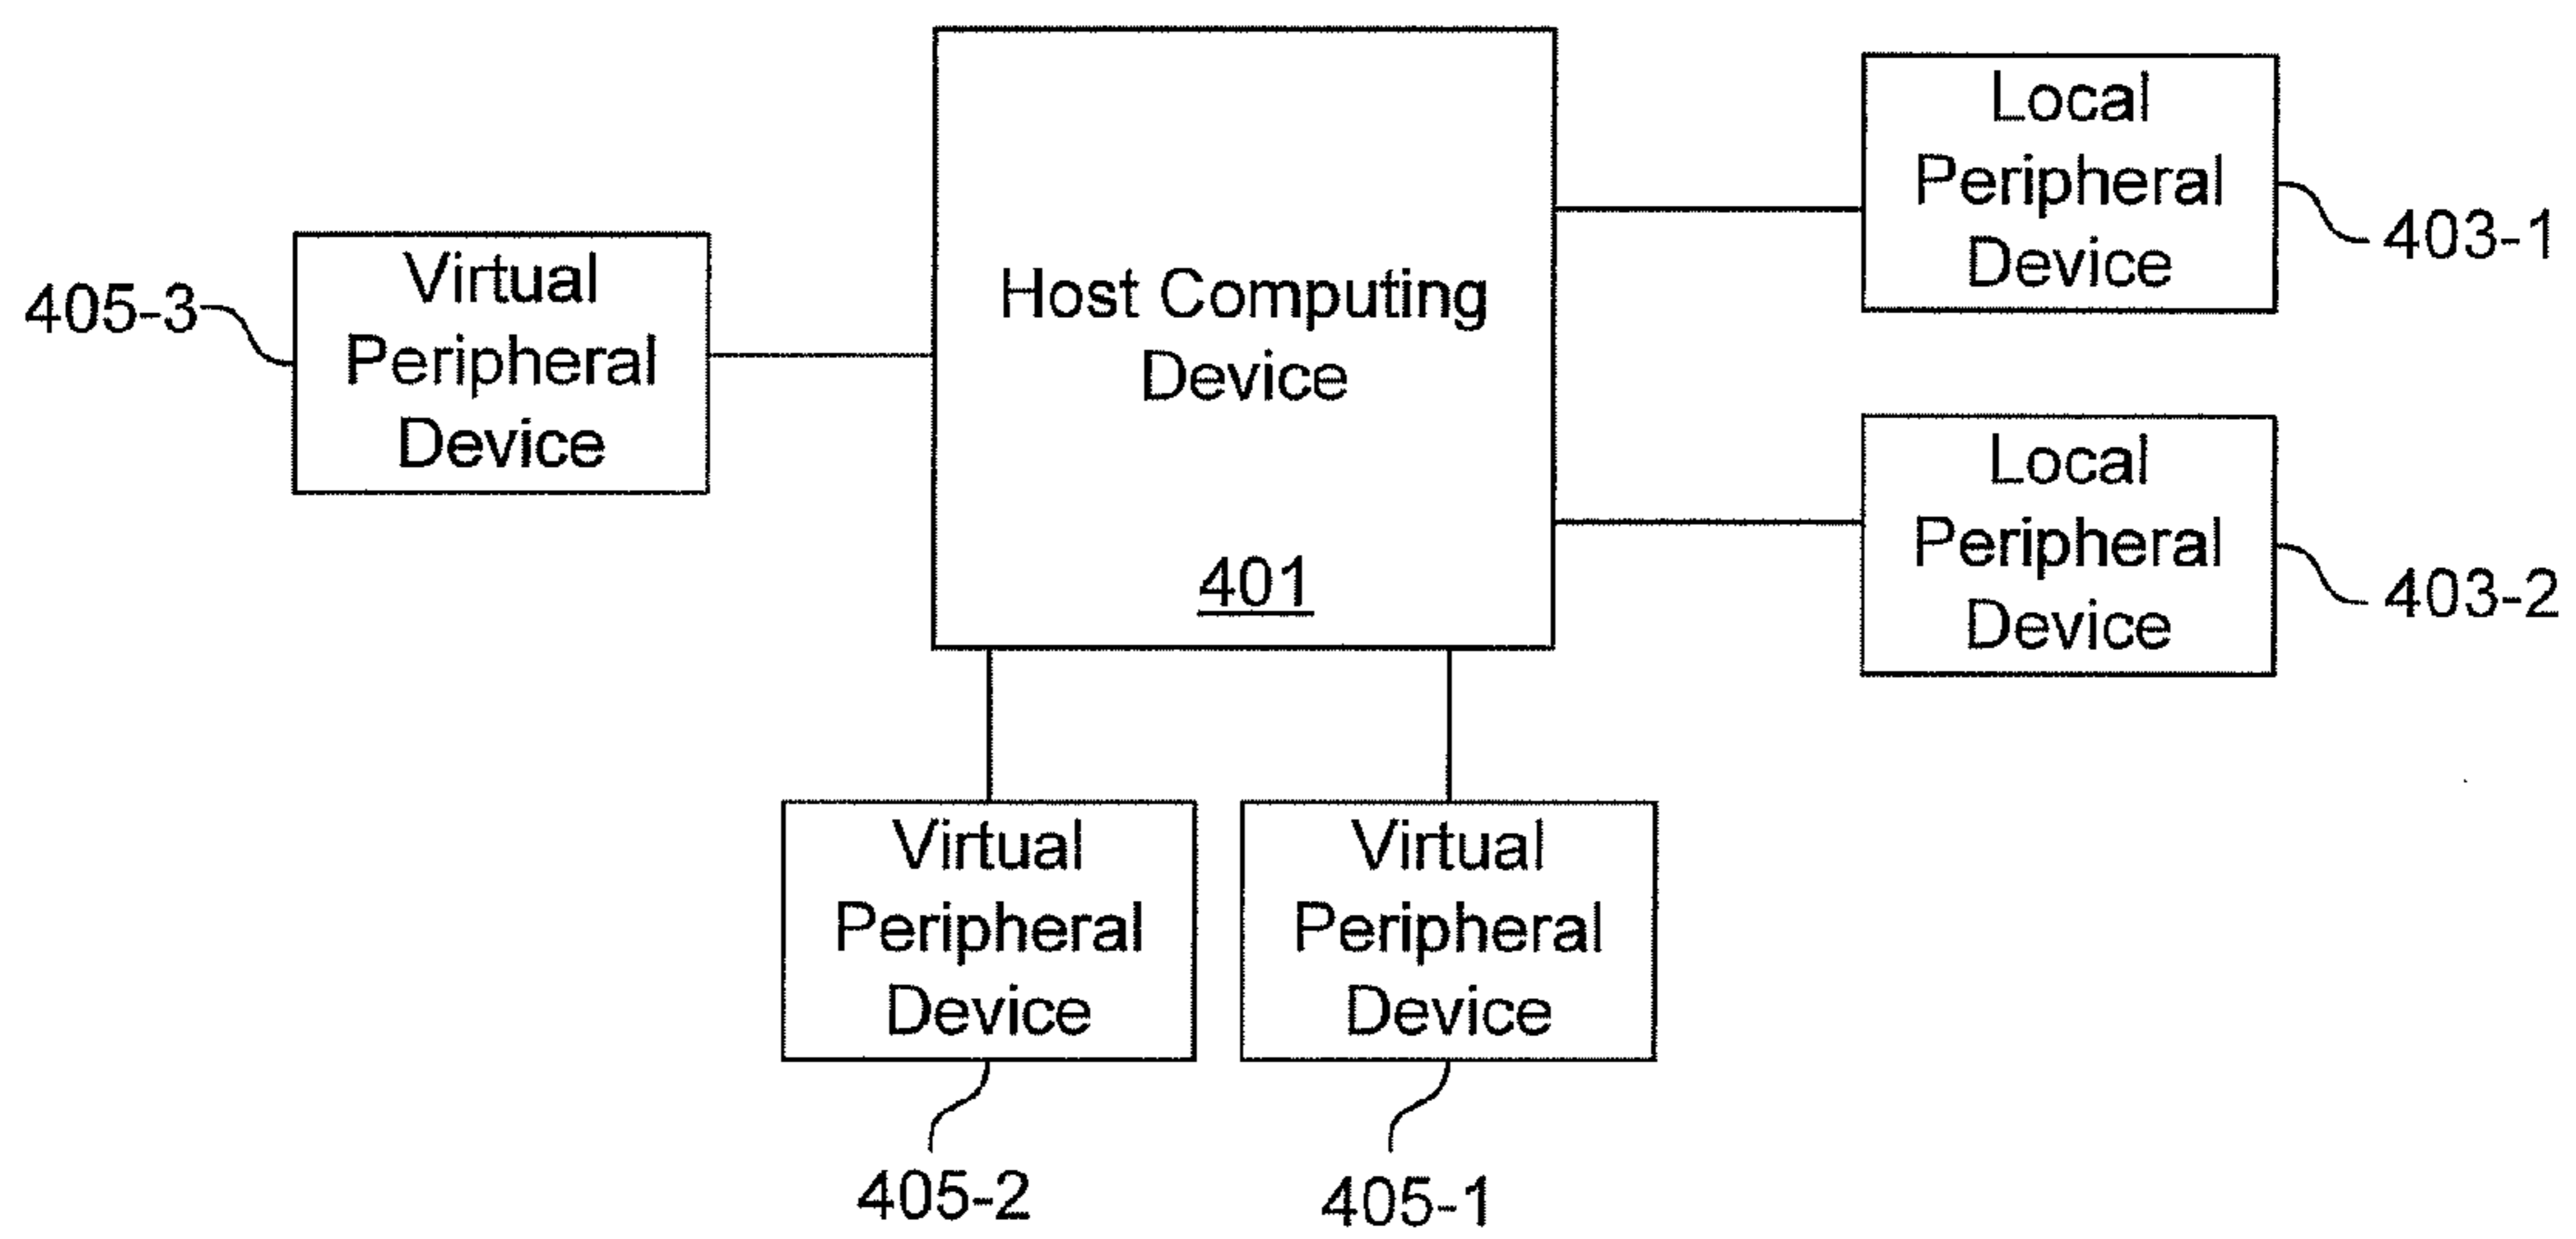 Host Computing
Device
401
Local
Peripheral
Device
403-1
Local
Peripheral
Device
403-2
Virtual
Peripheral
Device
405-3
Virtual
Peripheral
Device
405-2
Virtual
Peripheral
Device
405-1